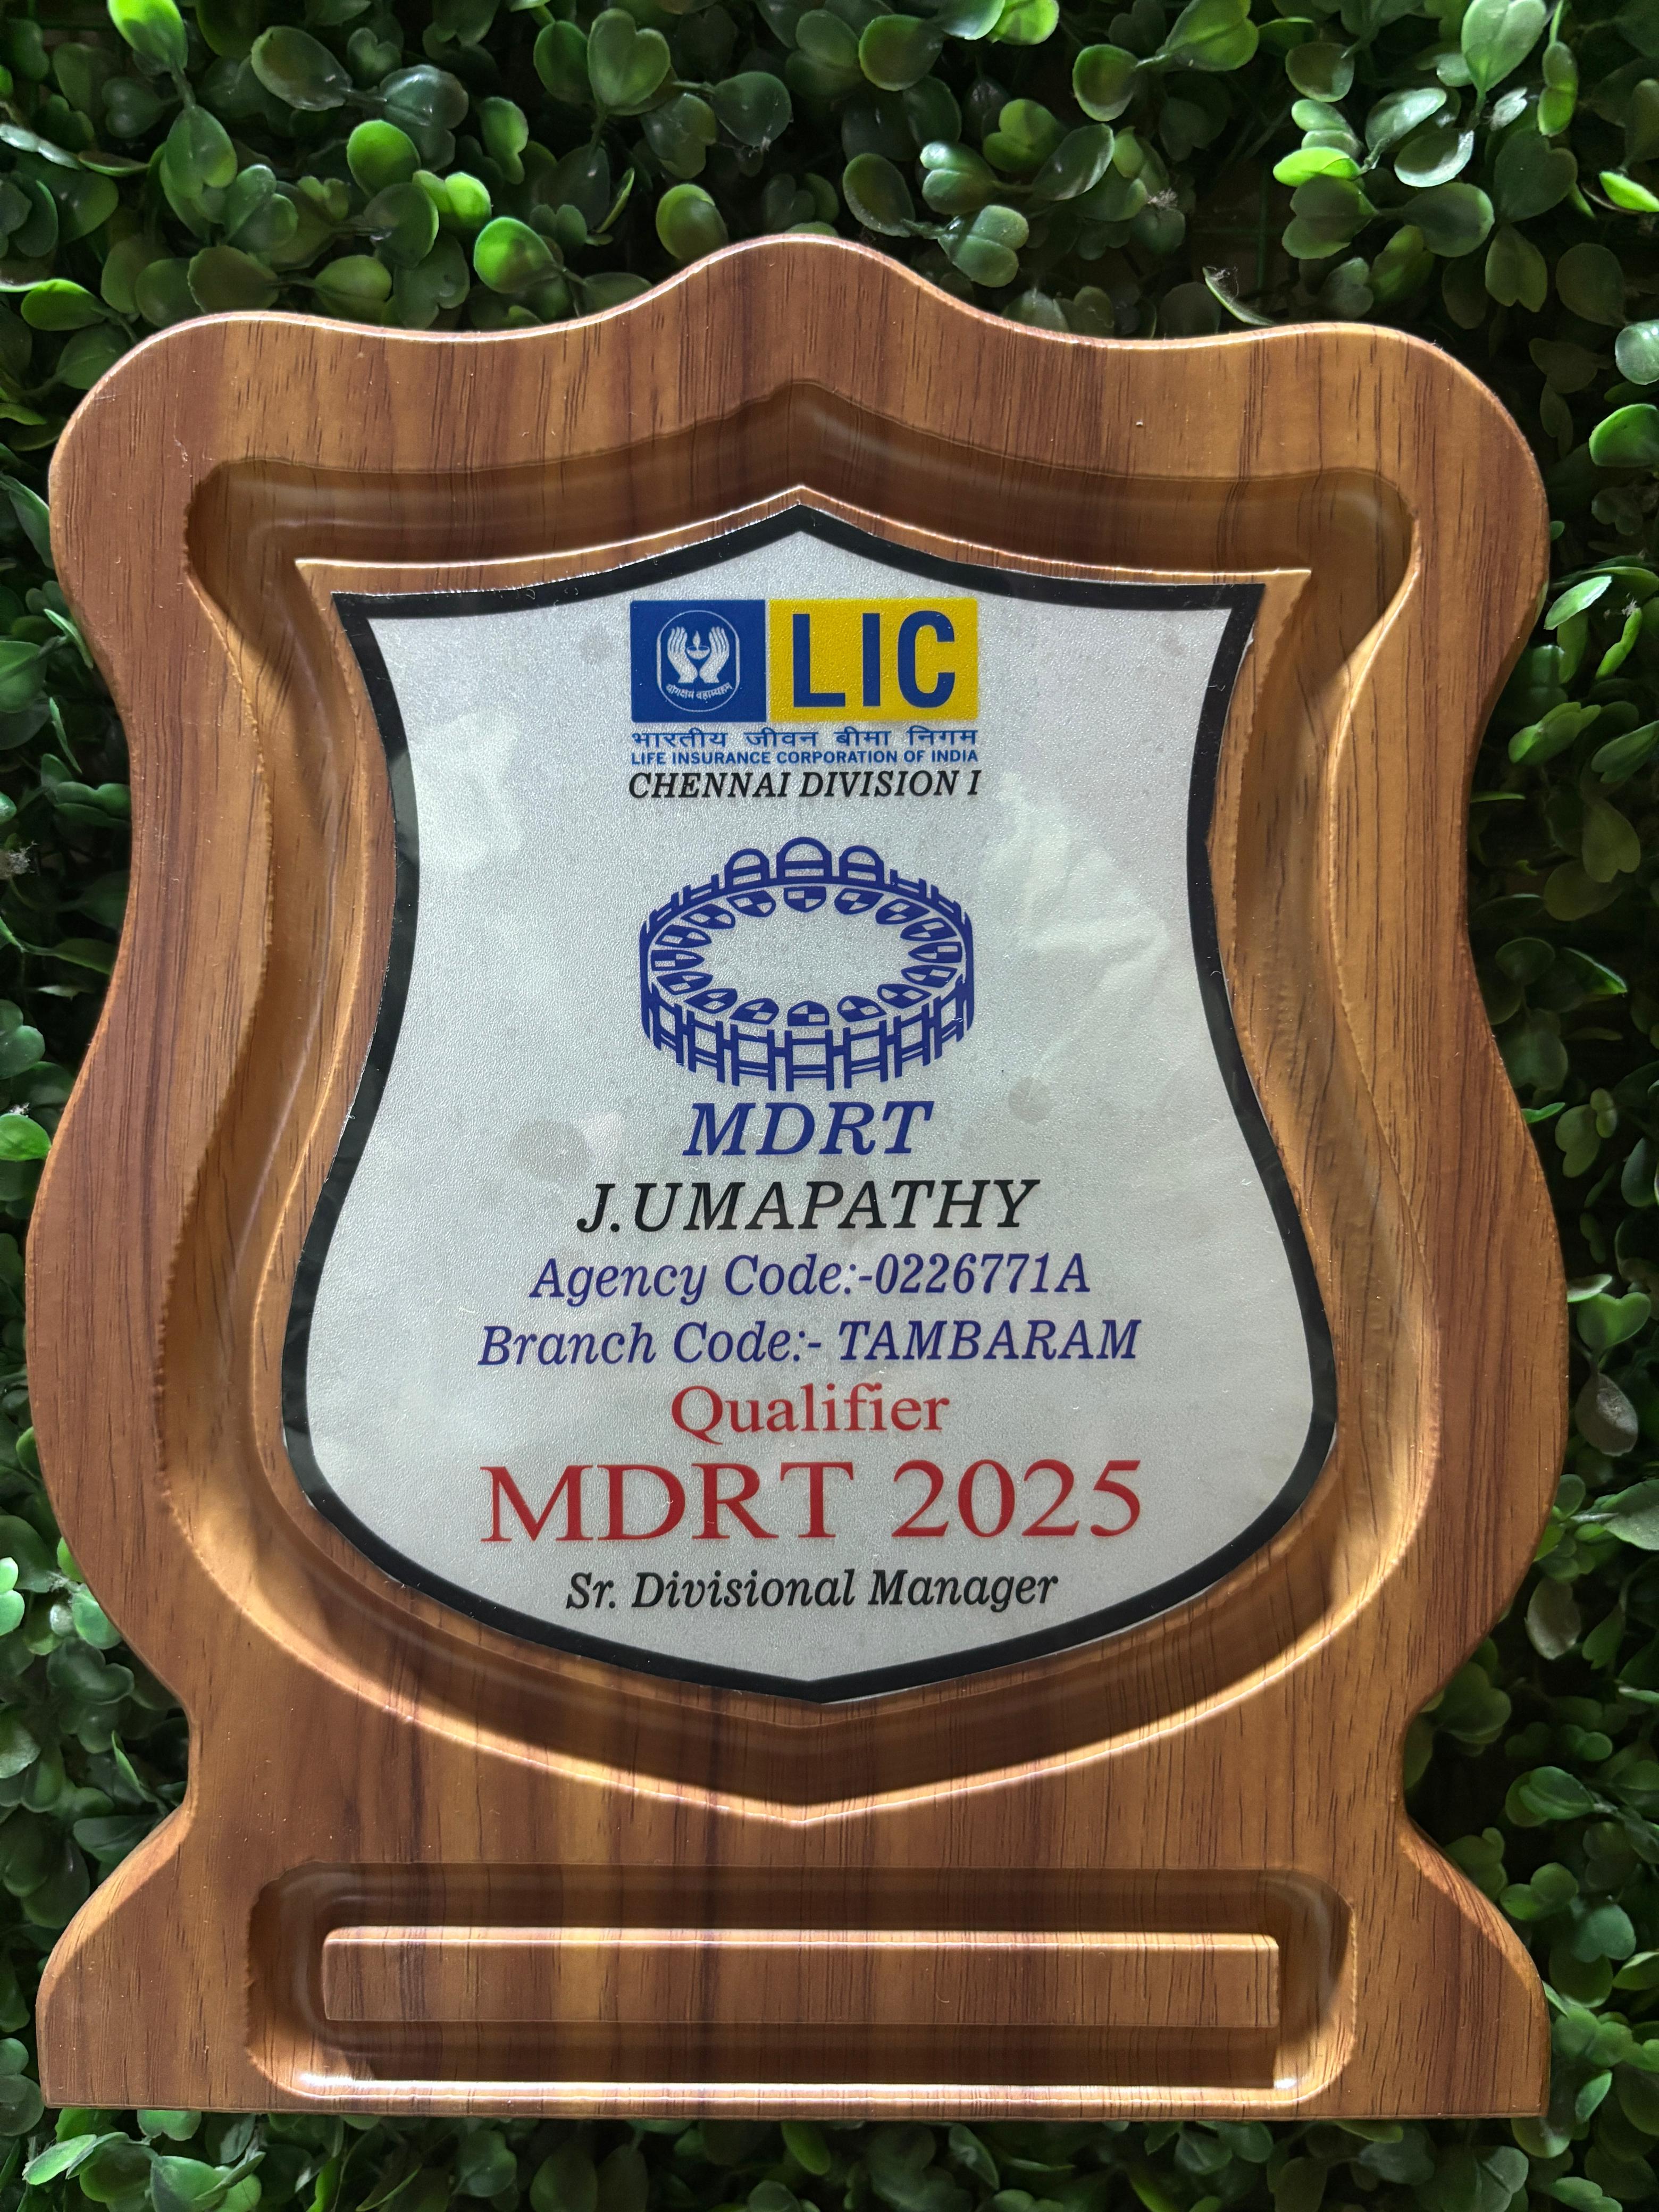 योगक्षेमं वहाम्यहम्
LIC
भारतीय जीवन बीमा निगम
LIFE INSURANCE CORPORATION OF INDIA
CHENNAI DIVISION I
MDRT
J.UMAPATHY
Agency Code:-0226771A
Branch Code:- TAMBARAM
Qualifier
MDRT 2025
Sr. Divisional Manager